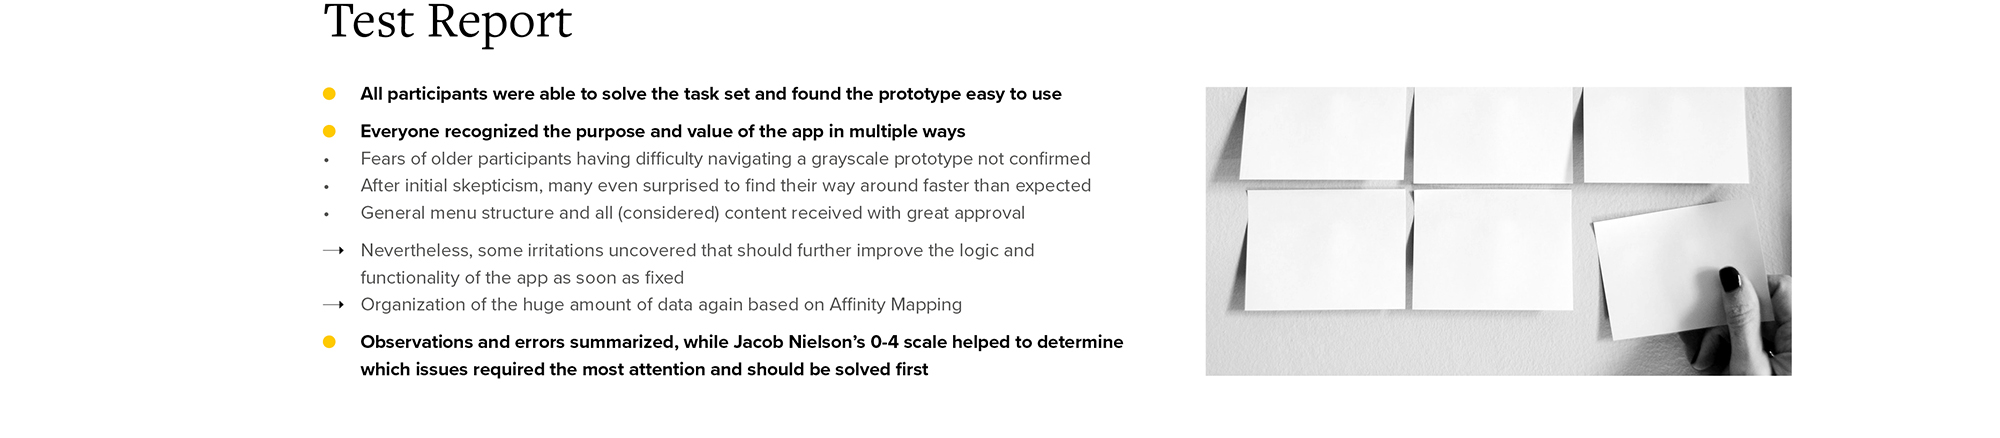 Test Report
All participants were able to solve the task set and found the prototype easy to use
Everyone recognized the purpose and value of the app in multiple ways
Fears of older participants having difficulty navigating a grayscale prototype not confirmed
After initial skepticism, many even surprised to find their way around faster than expected
General menu structure and all (considered) content received with great approval
Nevertheless, some irritations uncovered that should further improve the logic and
functionality of the app as soon as fixed
Organization of the huge amount of data again based on Affinity Mapping
Observations and errors summarized, while Jacob Nielson's 0-4 scale helped to determine
which issues required the most attention and should be solved first